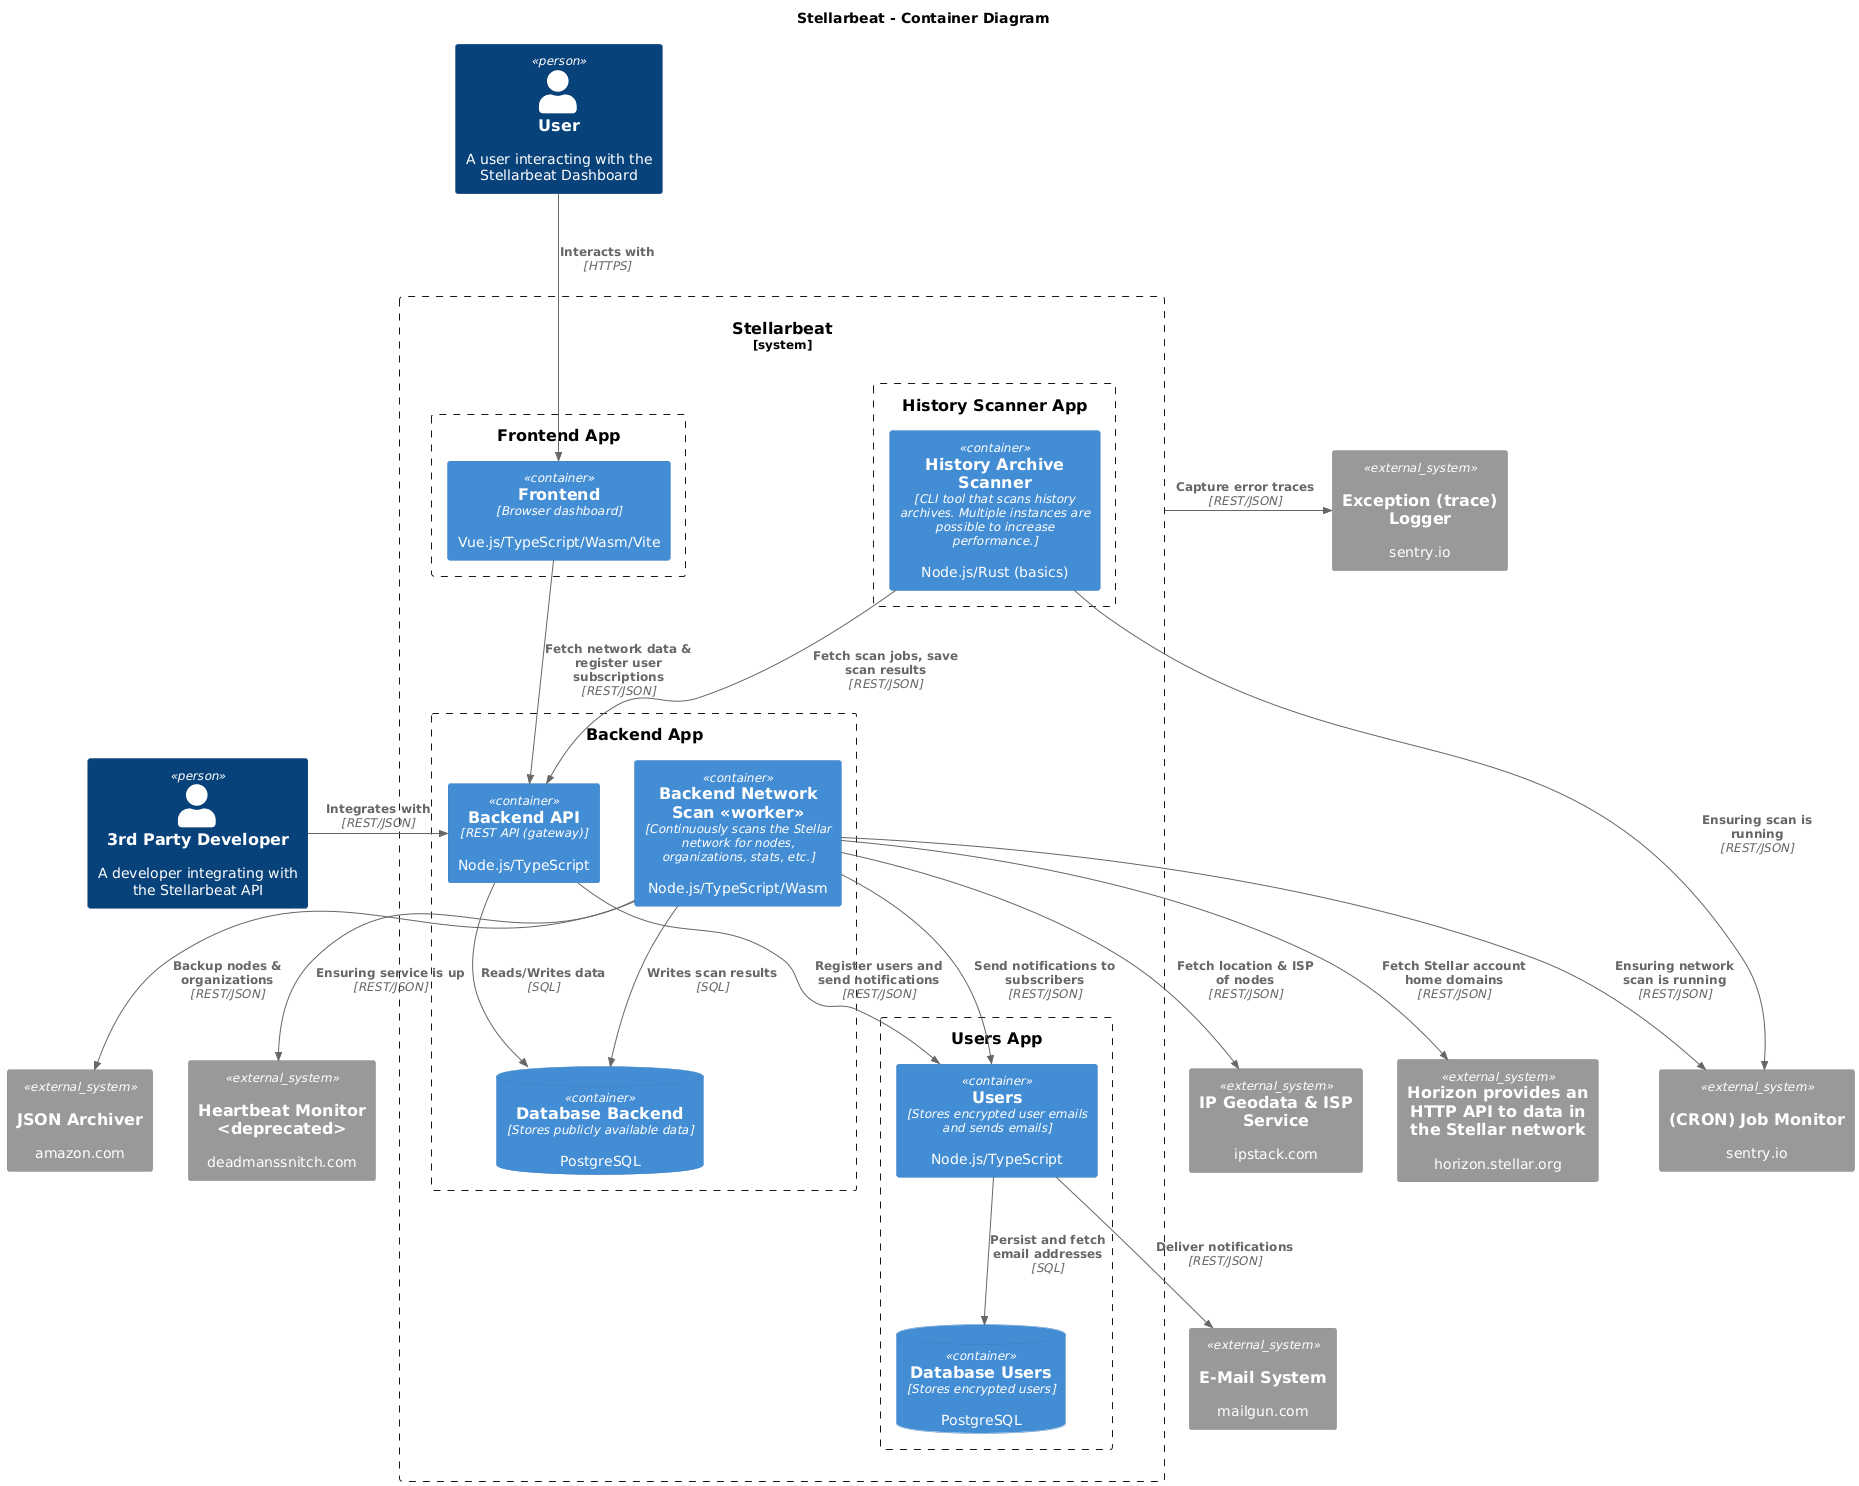 Stellarbeat - Container Diagram
«person»
User
A user interacting with the
Stellarbeat Dashboard
Interacts with
[HTTPS]
Stellarbeat
[system]
Frontend App
«container»
Frontend
[Browser dashboard]
Vue.js/TypeScript/Wasm/Vite
History Scanner App
«container»
History Archive
Scanner
[CLI tool that scans history
archives. Multiple instances are
possible to increase
performance.]
Node.js/Rust (basics)
Capture error traces
[REST/JSON]
«external_system»
Exception (trace)
Logger
sentry.io
Fetch network data &
register user
subscriptions
[REST/JSON]
Fetch scan jobs, save
scan results
[REST/JSON]
Backend App
«person»
3rd Party Developer
A developer integrating with
the Stellarbeat API
Integrates with
[REST/JSON]
«container»
Backend API
[REST API (gateway)]
Node.js/TypeScript
«container»
Backend Network
Scan «worker»
[Continuously scans the Stellar
network for nodes,
organizations, stats, etc.]
Node.js/TypeScript/Wasm
Ensuring scan is
running
[REST/JSON]
Backup nodes &
organizations
[REST/JSON]
Ensuring service is up
[REST/JSON]
Reads/Writes data
[SQL]
Writes scan results
[SQL]
Register users and
send notifications
[REST/JSON]
Send notifications to
subscribers
[REST/JSON]
Fetch location & ISP
of nodes
[REST/JSON]
Fetch Stellar account
home domains
[REST/JSON]
Ensuring network
scan is running
[REST/JSON]
«external_system»
JSON Archiver
amazon.com
«external_system»
Heartbeat Monitor
<deprecated>
deadmanssnitch.com
«container»
Database Backend
[Stores publicly available data]
PostgreSQL
Users App
«container»
Users
[Stores encrypted user emails
and sends emails]
Node.js/TypeScript
«external_system»
IP Geodata & ISP
Service
ipstack.com
«external_system»
Horizon provides an
HTTP API to data in
the Stellar network
horizon.stellar.org
«external_system»
(CRON) Job Monitor
sentry.io
Persist and fetch
email addresses
[SQL]
Deliver notifications
[REST/JSON]
«container»
Database Users
[Stores encrypted users]
PostgreSQL
«external_system»
E-Mail System
mailgun.com